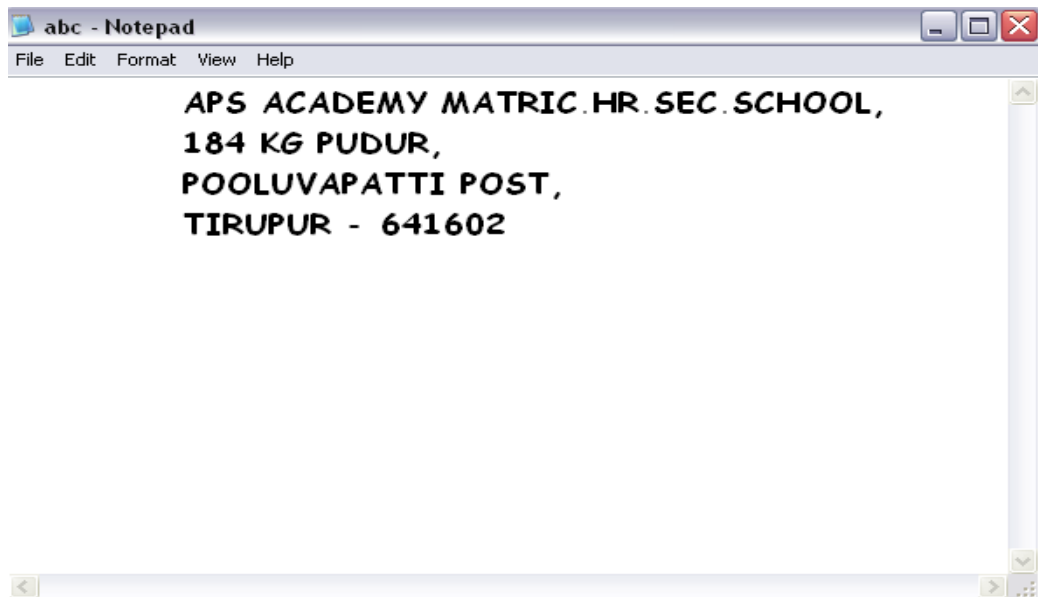 abc - Notepad
File Edit Format View Help
APS ACADEMY MATRIC.HR.SEC.SCHOOL,
184 KG PUDUR,
POOLUVAPATTI POST,
TIRUPUR - 641602